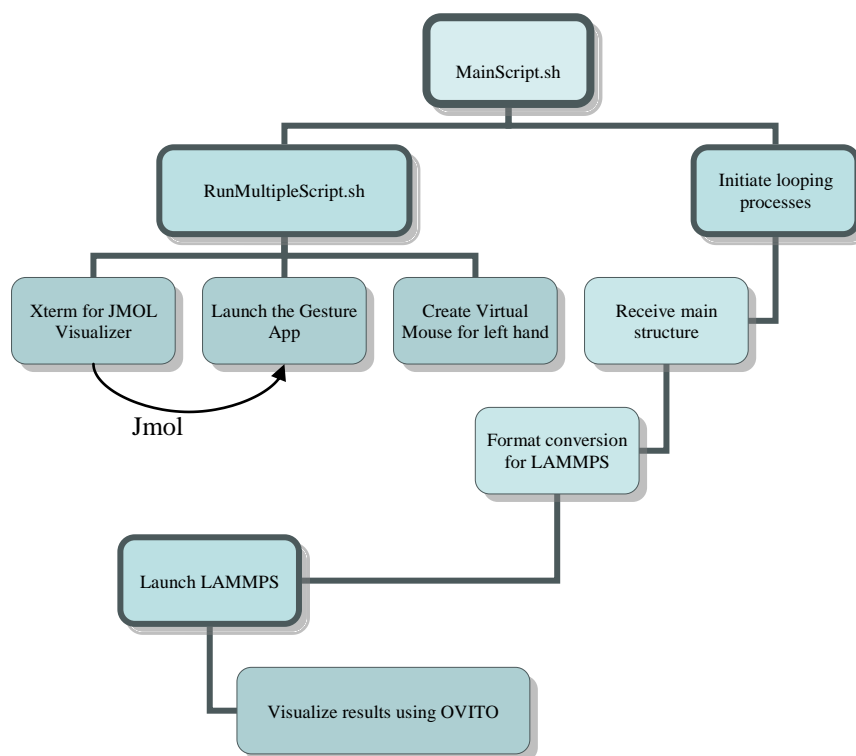 MainScript.sh
RunMultipleScript.sh
Initiate looping
processes
Xterm for JMOL
Visualizer
Launch the Gesture
App
Create Virtual
Mouse for left hand
Receive main
structure
Jmol
Format conversion
for LAMMPS
Launch LAMMPS
Visualize results using OVITO